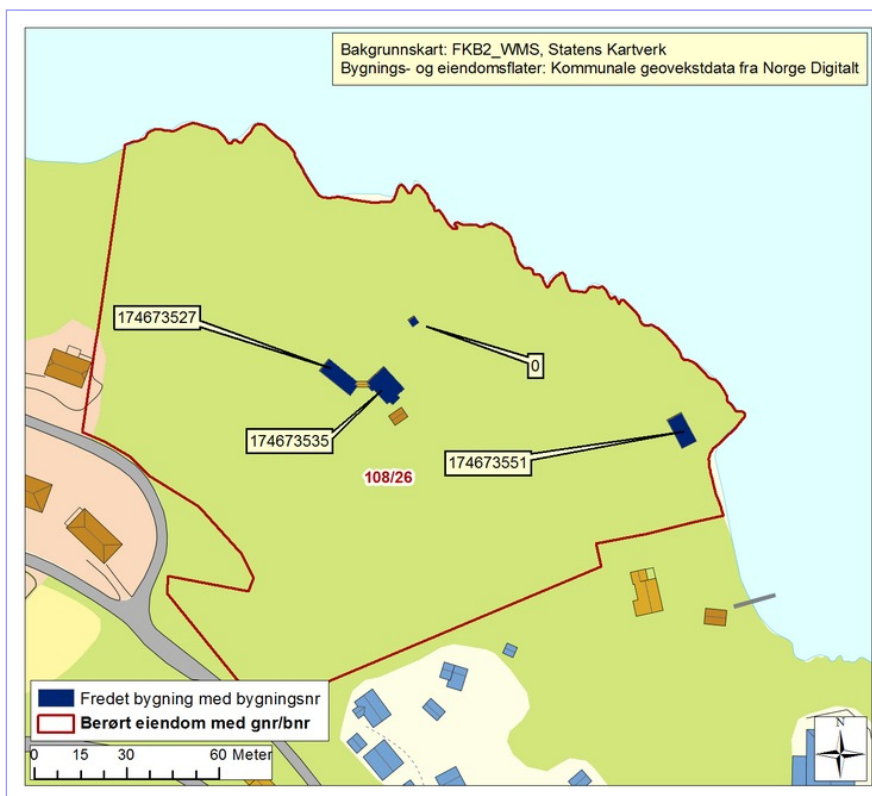 Bakgrunnskart: FKB2_WMS, Statens Kartverk
Bygnings- og eiendomsflater: Kommunale geovekstdata fra Norge Digitalt
174673527
0
174673535
174673551
108/26
Fredet bygning med bygningsnr
Berørt eiendom med gnr/bnr
0 15 30 60 Meter
N